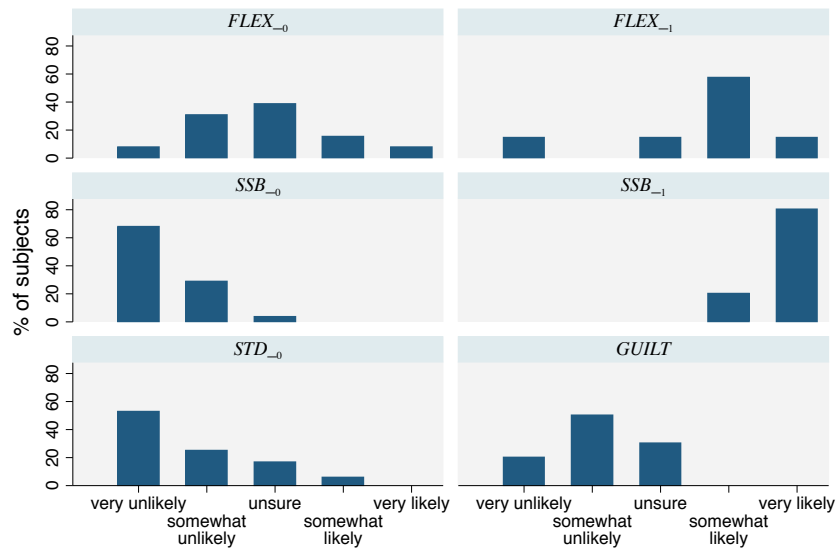 FLEX_0
FLEX_1
80
60
40
20
0
SSB_0
SSB_1
80
60
40
20
0
% of subjects
STD_0
GUILT
80
60
40
20
0
very unlikely
somewhat
unlikely
unsure
somewhat
likely
very likely
very unlikely
somewhat
unlikely
unsure
somewhat
likely
very likely